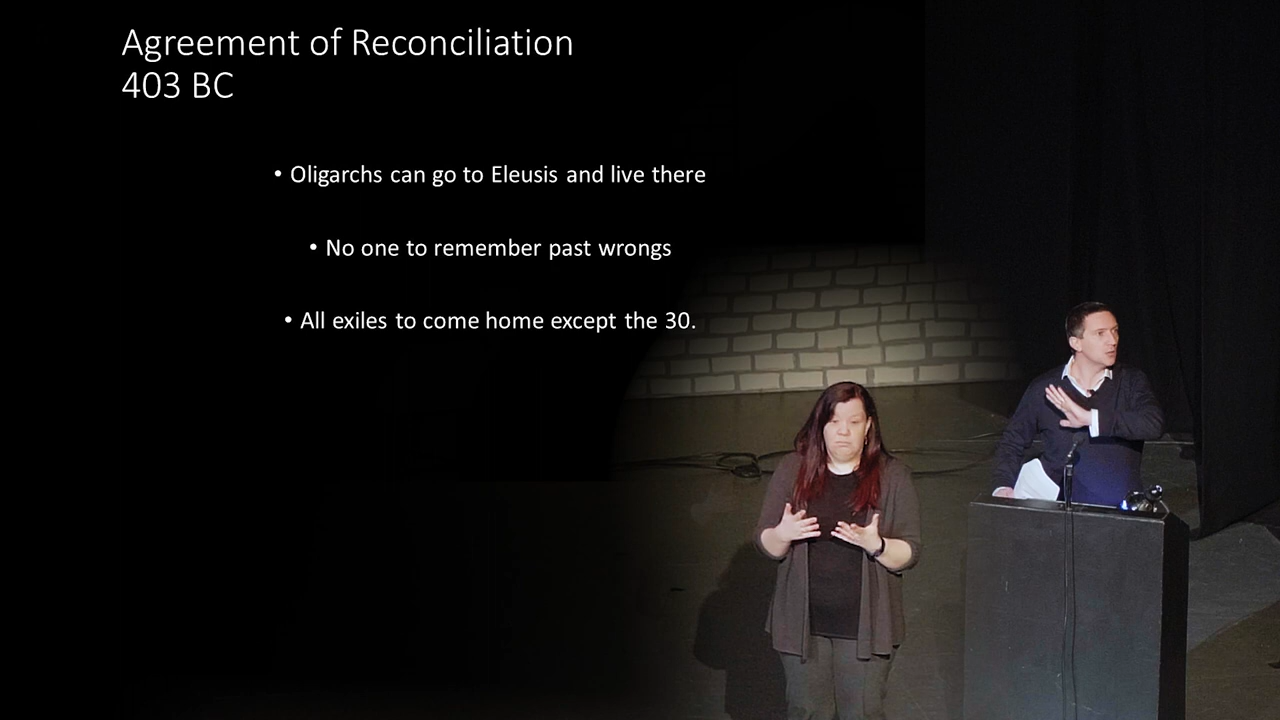 Agreement of Reconciliation
403 BC
• Oligarchs can go to Eleusis and live there
• No one to remember past wrongs
• All exiles to come home except the 30.